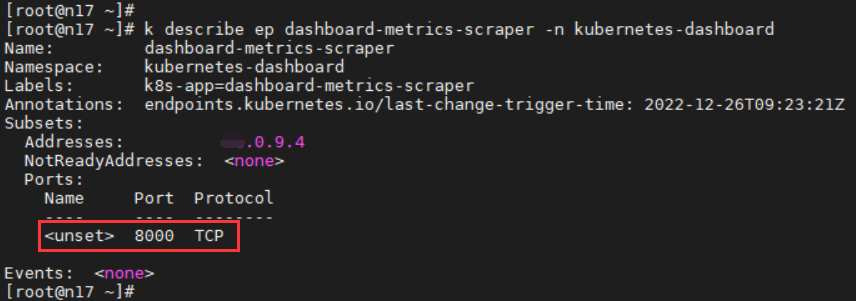 [root@n17 ~]#
[root@n17 ~]# k describe ep dashboard-metrics-scraper -n kubernetes-dashboard
Name:         dashboard-metrics-scraper
Namespace:    kubernetes-dashboard
Labels:       k8s-app=dashboard-metrics-scraper
Annotations:  endpoints.kubernetes.io/last-change-trigger-time: 2022-12-26T09:23:21Z
Subsets:
  Addresses:          .0.9.4
  NotReadyAddresses:  <none>
  Ports:
    Name     Port  Protocol
    ----     ----  --------
    <unset>  8000  TCP
Events:  <none>
[root@n17 ~]#